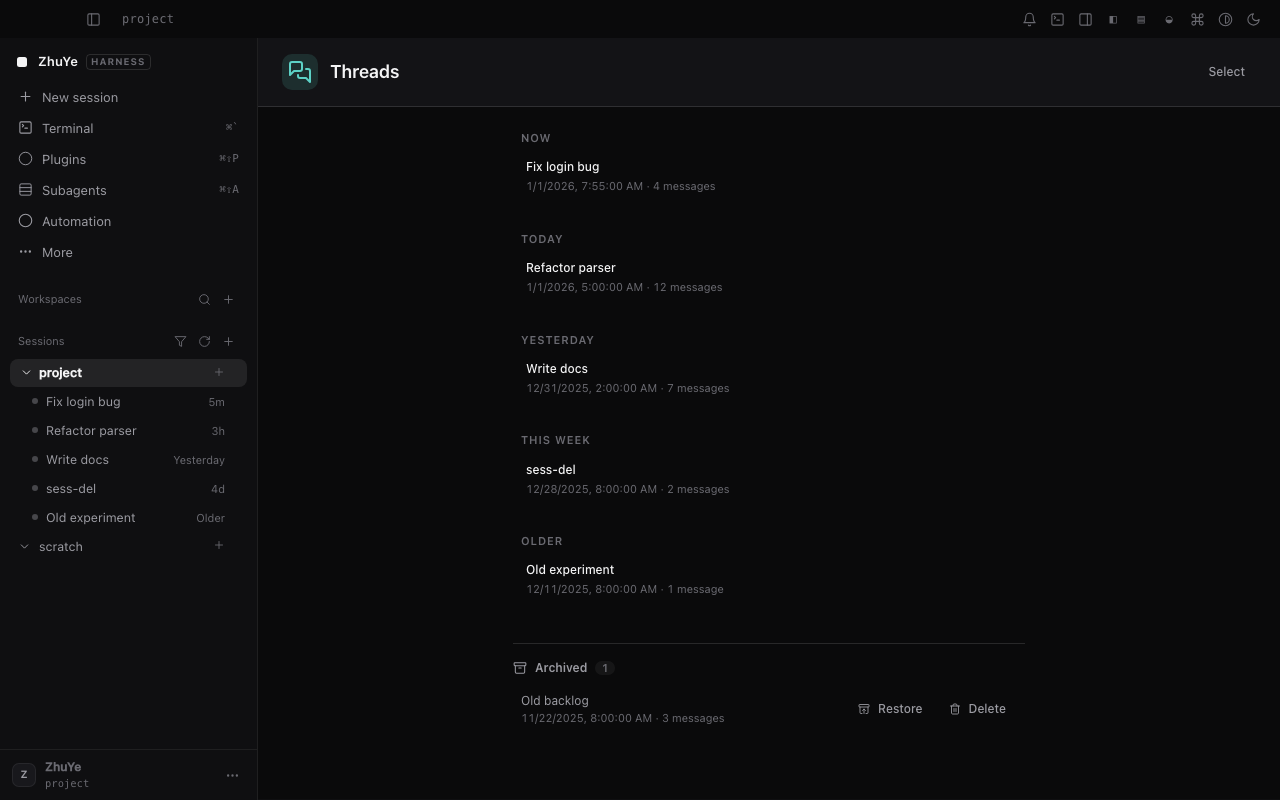 project
ZhuYe HARNESS
New session
Terminal ⌘`
Plugins ⌘⇧P
Subagents ⌘⇧A
Automation
More
Workspaces
Sessions
project
Fix login bug 5m
Refactor parser 3h
Write docs Yesterday
sess-del 4d
Old experiment Older
scratch
Z ZhuYe
project
Threads Select
NOW
Fix login bug
1/1/2026, 7:55:00 AM · 4 messages
TODAY
Refactor parser
1/1/2026, 5:00:00 AM · 12 messages
YESTERDAY
Write docs
12/31/2025, 2:00:00 AM · 7 messages
THIS WEEK
sess-del
12/28/2025, 8:00:00 AM · 2 messages
OLDER
Old experiment
12/11/2025, 8:00:00 AM · 1 message
Archived 1
Old backlog
11/22/2025, 8:00:00 AM · 3 messages
Restore Delete